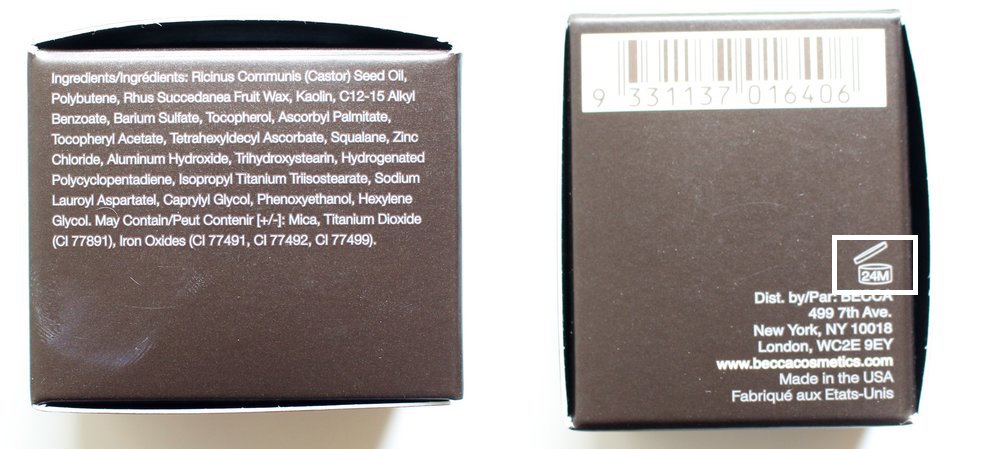 Ingredients/Ingrédients: Ricinus Communis (Castor) Seed Oil,
Polybutene, Rhus Succedanea Fruit Wax, Kaolin, C12-15 Alkyl
Benzoate, Barium Sulfate, Tocopherol, Ascorbyl Palmitate,
Tocopheryl Acetate, Tetrahexyldecyl Ascorbate, Squalane, Zinc
Chloride, Aluminum Hydroxide, Trihydroxystearin, Hydrogenated
Polycyclopentadiene, Isopropyl Titanium Triisostearate, Sodium
Lauroyl Aspartatel, Caprylyl Glycol, Phenoxyethanol, Hexylene
Glycol. May Contain/Peut Contenir [+/-]: Mica, Titanium Dioxide
(CI 77891), Iron Oxides (CI 77491, CI 77492, CI 77499).
9 331137 016406
24M
Dist. by/Par: BECCA
499 7th Ave.
New York, NY 10018
London, WC2E 9EY
www.beccacosmetics.com
Made in the USA
Fabriqué aux Etats-Unis